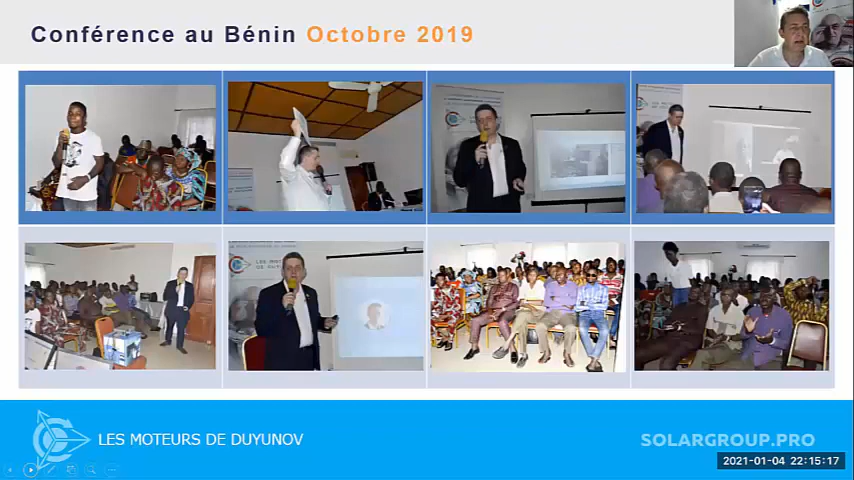 Conférence au Bénin Octobre 2019
LES MOTEURS DE DUYUNOV
SOLARGROUP.PRO
2021-01-04 22:15:17